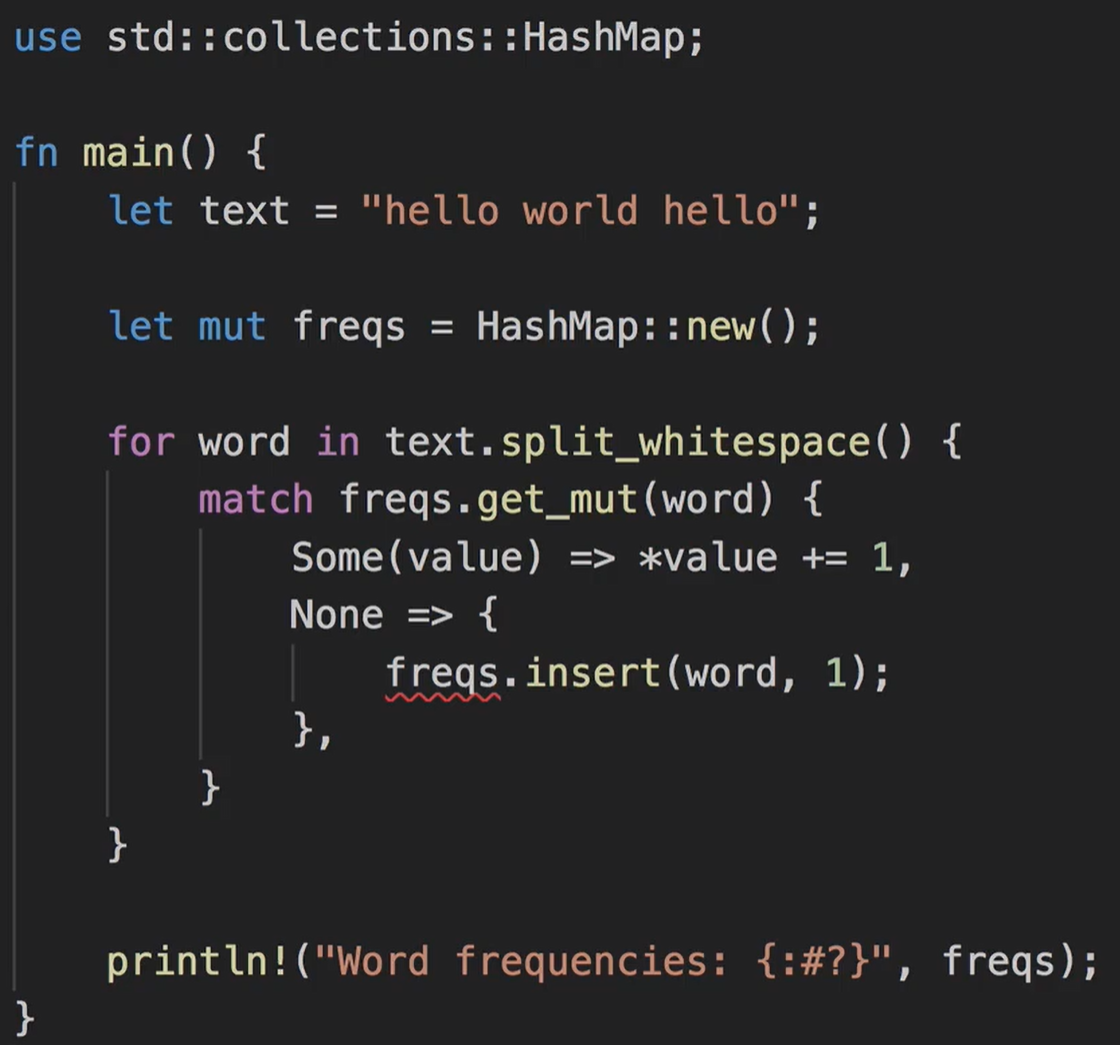 use std::collections::HashMap;
fn main() {
let text = "hello world hello";
let mut freqs = HashMap::new();
for word in text.split_whitespace() {
match freqs.get_mut(word) {
Some(value) => *value += 1,
None => {
freqs.insert(word, 1);
},
}
}
println!("Word frequencies: {:#?}", freqs);
}